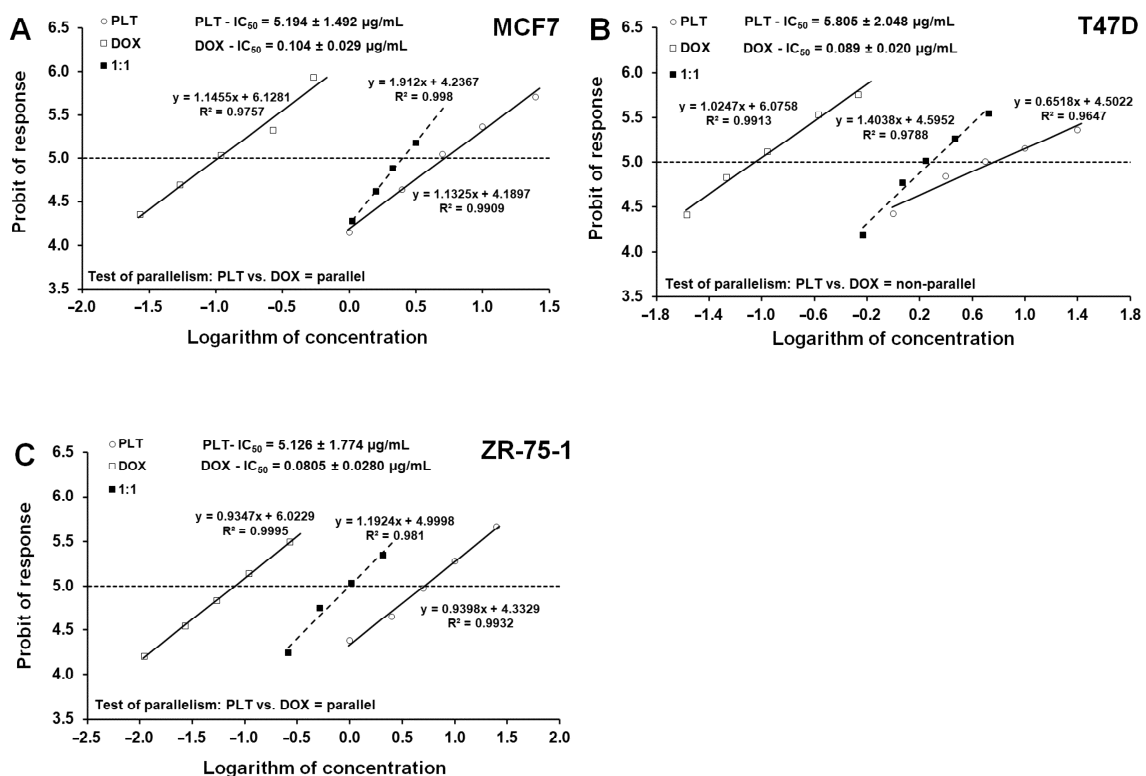 A
MCF7
○ PLT
□ DOX
■ 1:1
PLT - IC50 = 5.194 ± 1.492 µg/mL
DOX - IC50 = 0.104 ± 0.029 µg/mL
Probit of response
6.5
6.0
5.5
5.0
4.5
4.0
3.5
y = 1.1455x + 6.1281
R² = 0.9757
y = 1.912x + 4.2367
R² = 0.998
y = 1.1325x + 4.1897
R² = 0.9909
Test of parallelism: PLT vs. DOX = parallel
−2.0 −1.5 −1.0 −0.5 0.0 0.5 1.0 1.5
Logarithm of concentration
B
T47D
○ PLT
□ DOX
■ 1:1
PLT - IC50 = 5.805 ± 2.048 µg/mL
DOX - IC50 = 0.089 ± 0.020 µg/mL
Probit of response
6.5
6.0
5.5
5.0
4.5
4.0
3.5
y = 1.0247x + 6.0758
R² = 0.9913
y = 1.4038x + 4.5952
R² = 0.9788
y = 0.6518x + 4.5022
R² = 0.9647
Test of parallelism: PLT vs. DOX = non-parallel
−1.8 −1.4 −1.0 −0.6 −0.2 0.2 0.6 1.0 1.4 1.8
Logarithm of concentration
C
ZR-75-1
○ PLT
□ DOX
■ 1:1
PLT- IC50 = 5.126 ± 1.774 µg/mL
DOX - IC50 = 0.0805 ± 0.0280 µg/mL
Probit of response
6.5
6.0
5.5
5.0
4.5
4.0
3.5
y = 0.9347x + 6.0229
R² = 0.9995
y = 1.1924x + 4.9998
R² = 0.981
y = 0.9398x + 4.3329
R² = 0.9932
Test of parallelism: PLT vs. DOX = parallel
−2.5 −2.0 −1.5 −1.0 −0.5 0.0 0.5 1.0 1.5 2.0
Logarithm of concentration